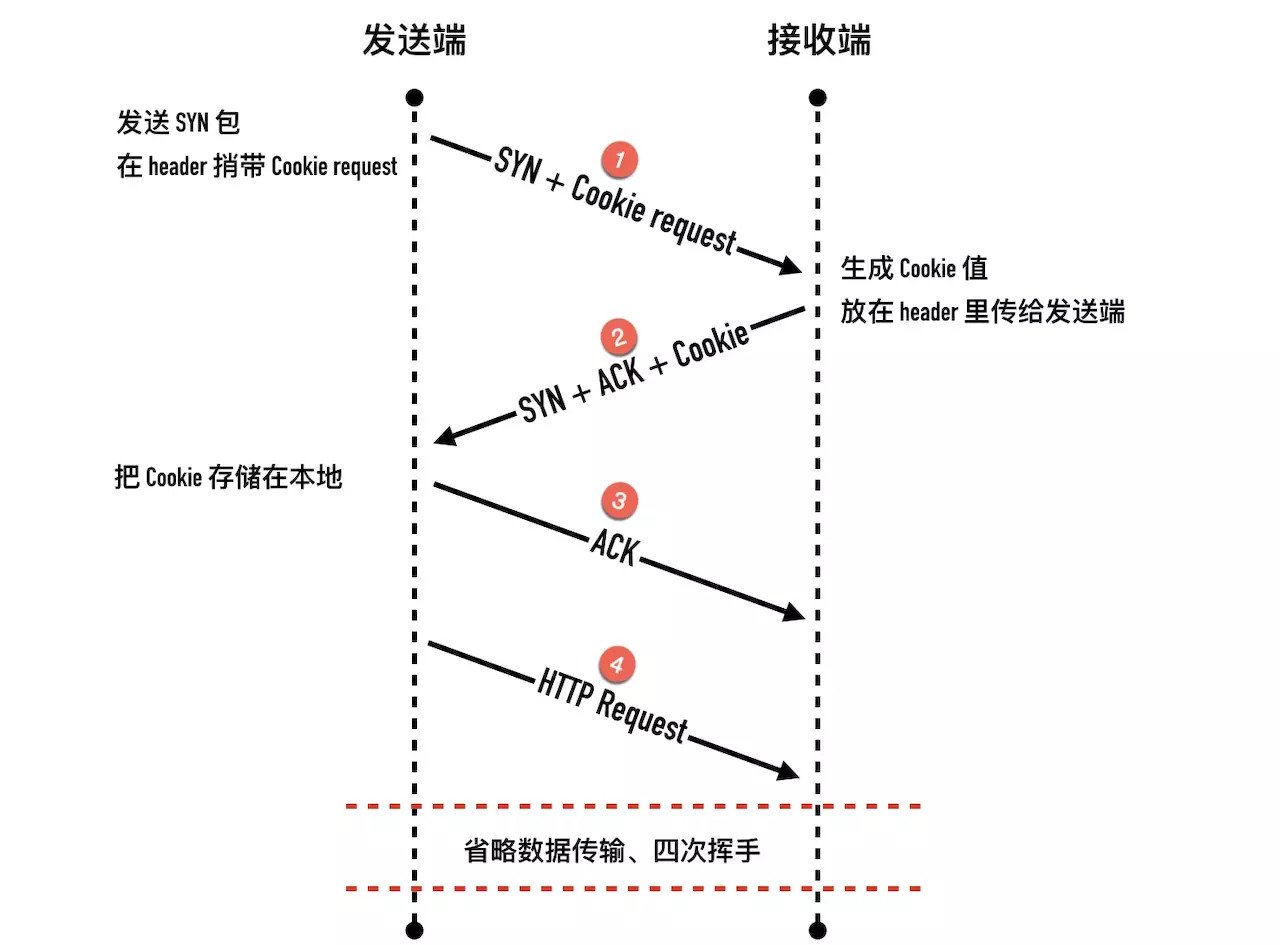 发送端
接收端
发送 SYN 包
在 header 捎带 Cookie request
1
SYN + Cookie request
生成 Cookie 值
放在 header 里传给发送端
2
SYN + ACK + Cookie
把 Cookie 存储在本地
3
ACK
4
HTTP Request
省略数据传输、四次挥手